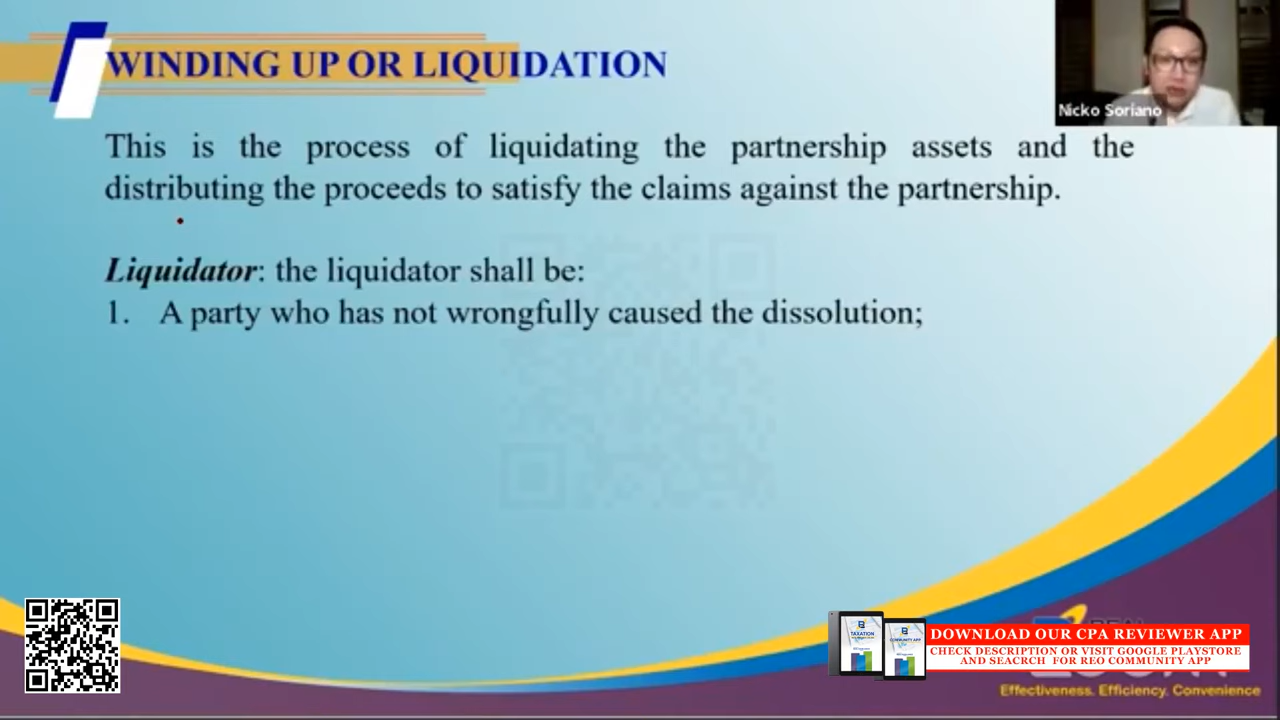 WINDING UP OR LIQUIDATION
Nicko Soriano
This is the process of liquidating the partnership assets and the
distributing the proceeds to satisfy the claims against the partnership.
Liquidator: the liquidator shall be:
1. A party who has not wrongfully caused the dissolution;
TAXATION
COMMUNITY APP
DOWNLOAD OUR CPA REVIEWER APP
CHECK DESCRIPTION OR VISIT GOOGLE PLAYSTORE
AND SEACRCH FOR REO COMMUNITY APP
Effectiveness. Efficiency. Convenience